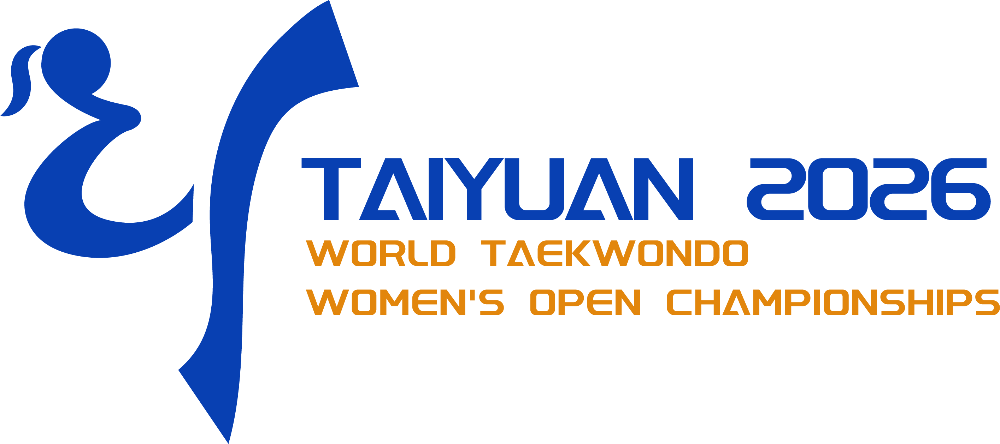 TAIYUAN 2026
WORLD TAEKWONDO
WOMEN'S OPEN CHAMPIONSHIPS